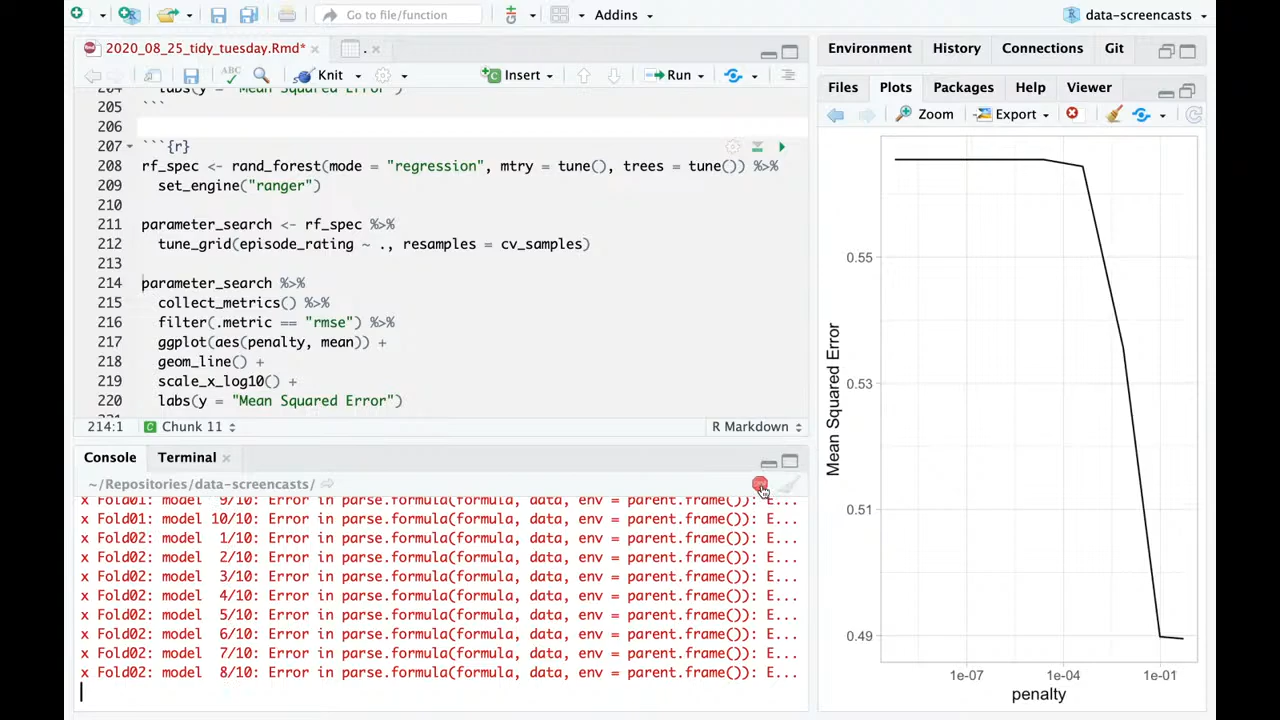 Go to file/function
Addins
data-screencasts
2020_08_25_tidy_tuesday.Rmd*
.
ABC
Knit
Insert
Run
204 labs(y = "Mean Squared Error")
205 ```
206
207 ```{r}
208 rf_spec <- rand_forest(mode = "regression", mtry = tune(), trees = tune()) %>%
209 set_engine("ranger")
210
211 parameter_search <- rf_spec %>%
212 tune_grid(episode_rating ~ ., resamples = cv_samples)
213
214 parameter_search %>%
215 collect_metrics() %>%
216 filter(.metric == "rmse") %>%
217 ggplot(aes(penalty, mean)) +
218 geom_line() +
219 scale_x_log10() +
220 labs(y = "Mean Squared Error")
214:1 Chunk 11 R Markdown
Console Terminal
~/Repositories/data-screencasts/
x Fold01: model 9/10: Error in parse.formula(formula, data, env = parent.frame()): E...
x Fold01: model 10/10: Error in parse.formula(formula, data, env = parent.frame()): E...
x Fold02: model 1/10: Error in parse.formula(formula, data, env = parent.frame()): E...
x Fold02: model 2/10: Error in parse.formula(formula, data, env = parent.frame()): E...
x Fold02: model 3/10: Error in parse.formula(formula, data, env = parent.frame()): E...
x Fold02: model 4/10: Error in parse.formula(formula, data, env = parent.frame()): E...
x Fold02: model 5/10: Error in parse.formula(formula, data, env = parent.frame()): E...
x Fold02: model 6/10: Error in parse.formula(formula, data, env = parent.frame()): E...
x Fold02: model 7/10: Error in parse.formula(formula, data, env = parent.frame()): E...
x Fold02: model 8/10: Error in parse.formula(formula, data, env = parent.frame()): E...
Environment History Connections Git
Files Plots Packages Help Viewer
Zoom Export
Mean Squared Error
0.55
0.53
0.51
0.49
1e-07 1e-04 1e-01
penalty